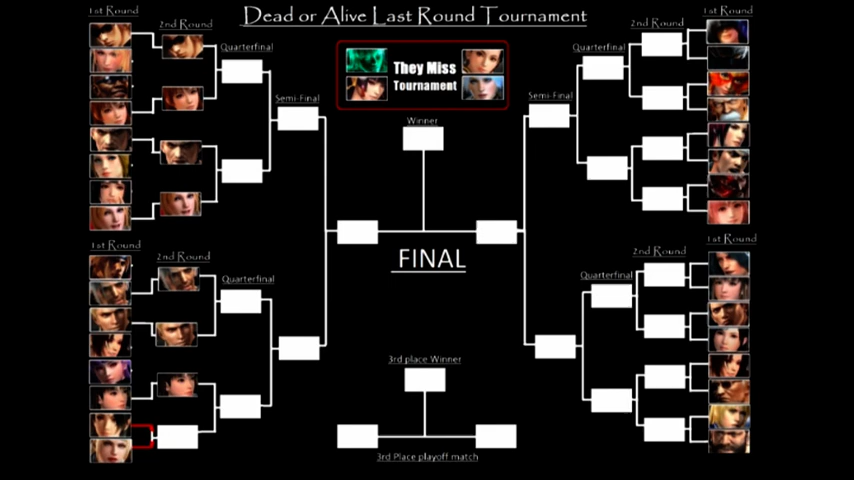 Dead or Alive Last Round Tournament
1st Round
2nd Round
Quarterfinal
Semi-Final
They Miss
Tournament
Winner
Semi-Final
Quarterfinal
2nd Round
1st Round
FINAL
1st Round
2nd Round
Quarterfinal
Quarterfinal
2nd Round
1st Round
3rd place Winner
3rd Place playoff match